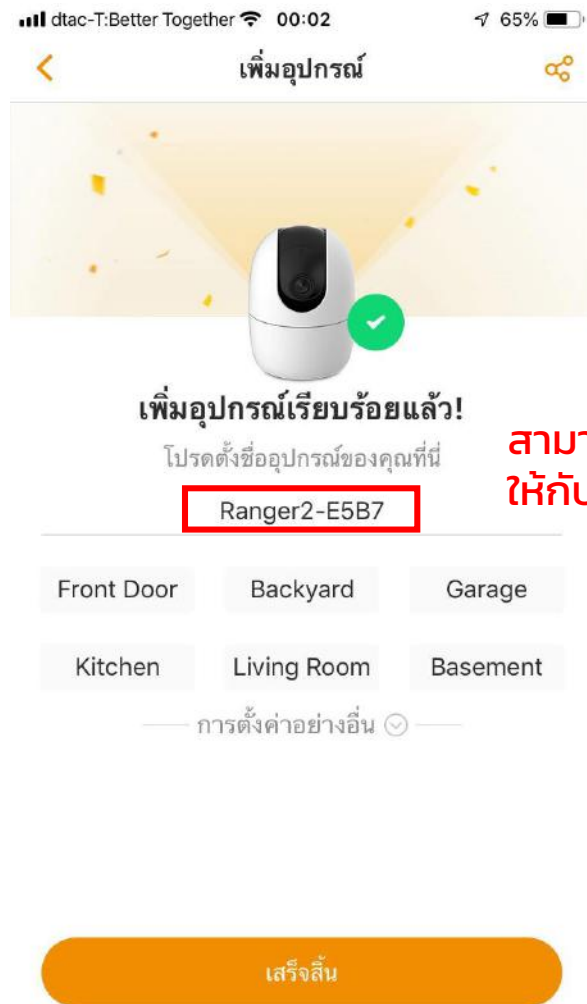 dtac-T:Better Together 00:02 65%
เพิ่มอุปกรณ์
เพิ่มอุปกรณ์เรียบร้อยแล้ว!
โปรดตั้งชื่ออุปกรณ์ของคุณที่นี่
Ranger2-E5B7
Front Door Backyard Garage
Kitchen Living Room Basement
การตั้งค่าอย่างอื่น
เสร็จสิ้น